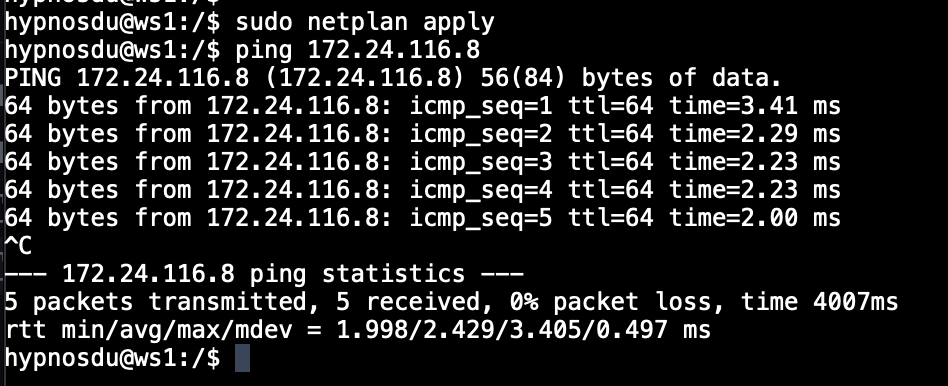 hypnosdu@ws1:/$ sudo netplan apply
hypnosdu@ws1:/$ ping 172.24.116.8
PING 172.24.116.8 (172.24.116.8) 56(84) bytes of data.
64 bytes from 172.24.116.8: icmp_seq=1 ttl=64 time=3.41 ms
64 bytes from 172.24.116.8: icmp_seq=2 ttl=64 time=2.29 ms
64 bytes from 172.24.116.8: icmp_seq=3 ttl=64 time=2.23 ms
64 bytes from 172.24.116.8: icmp_seq=4 ttl=64 time=2.23 ms
64 bytes from 172.24.116.8: icmp_seq=5 ttl=64 time=2.00 ms
^C
--- 172.24.116.8 ping statistics ---
5 packets transmitted, 5 received, 0% packet loss, time 4007ms
rtt min/avg/max/mdev = 1.998/2.429/3.405/0.497 ms
hypnosdu@ws1:/$